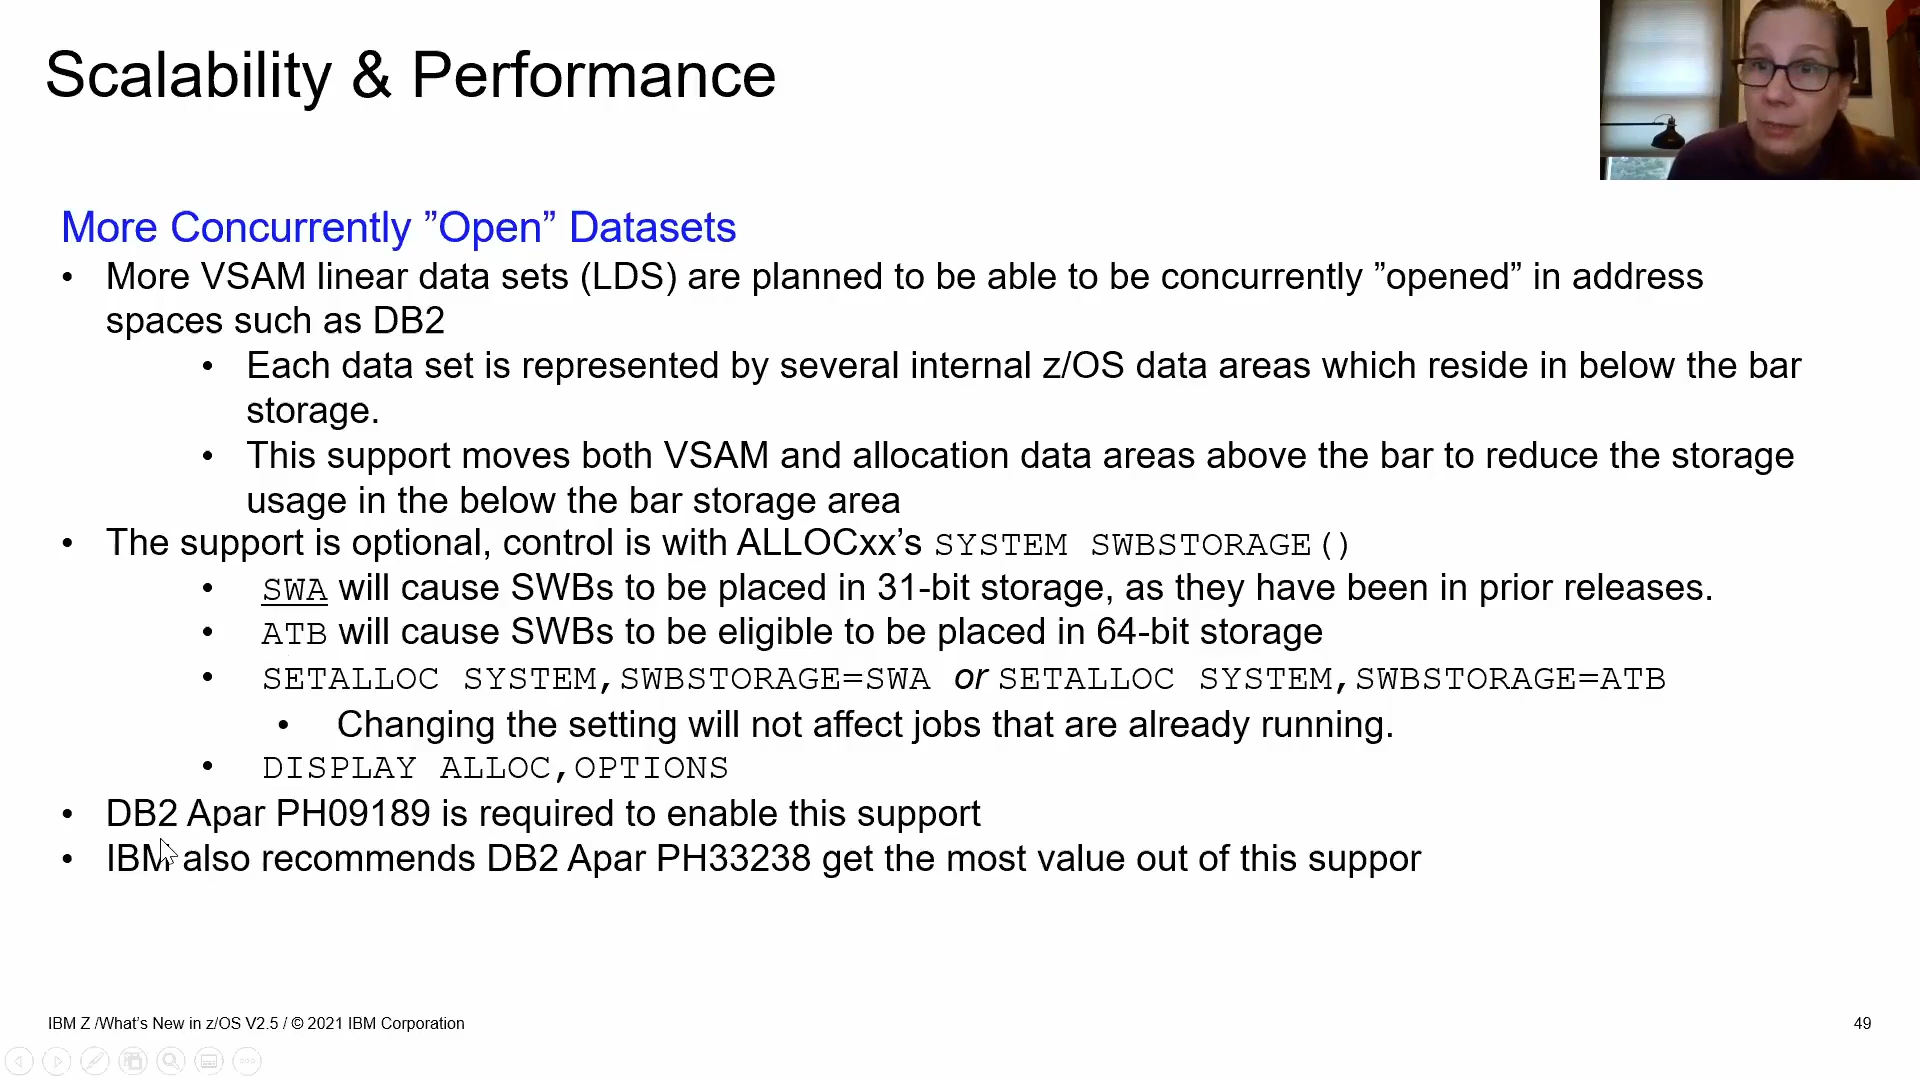 Scalability & Performance
More Concurrently ”Open” Datasets
• More VSAM linear data sets (LDS) are planned to be able to be concurrently ”opened” in address
spaces such as DB2
• Each data set is represented by several internal z/OS data areas which reside in below the bar
storage.
• This support moves both VSAM and allocation data areas above the bar to reduce the storage
usage in the below the bar storage area
• The support is optional, control is with ALLOCxx’s SYSTEM SWBSTORAGE()
• SWA will cause SWBs to be placed in 31-bit storage, as they have been in prior releases.
• ATB will cause SWBs to be eligible to be placed in 64-bit storage
• SETALLOC SYSTEM,SWBSTORAGE=SWA or SETALLOC SYSTEM,SWBSTORAGE=ATB
• Changing the setting will not affect jobs that are already running.
• DISPLAY ALLOC,OPTIONS
• DB2 Apar PH09189 is required to enable this support
• IBM also recommends DB2 Apar PH33238 get the most value out of this suppor
IBM Z /What’s New in z/OS V2.5 / © 2021 IBM Corporation
49